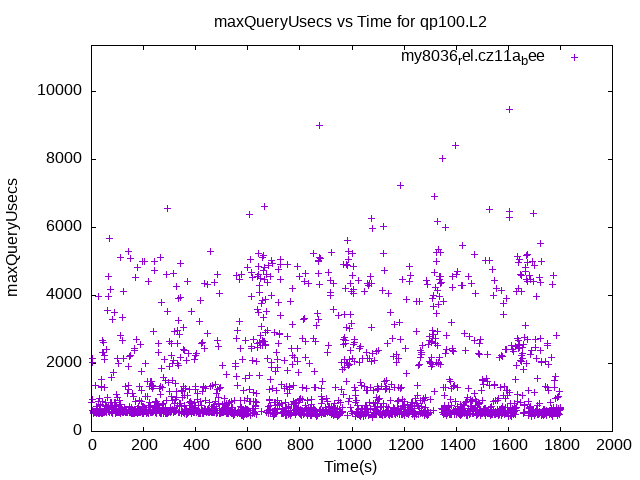 maxQueryUsecs vs Time for qp100.L2
my8036rel.cz11abee
maxQueryUsecs
10000
8000
6000
4000
2000
0
0 200 400 600 800 1000 1200 1400 1600 1800 2000
Time(s)